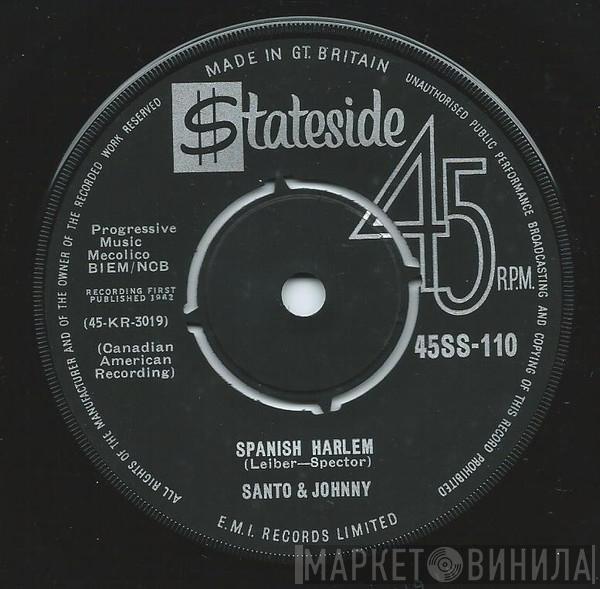 MADE IN GT. BRITAIN
UNAUTHORISED PUBLIC PERFORMANCE BROADCASTING AND COPYING OF THIS RECORD PROHIBITED
ALL RIGHTS OF THE MANUFACTURER AND OF THE OWNER OF THE RECORDED WORK RESERVED
$tateside
45
R.P.M.
Progressive
Music
Mecolico
BIEM/NCB
RECORDING FIRST
PUBLISHED 1962
(45-KR-3019)
(Canadian
American
Recording)
45SS-110
SPANISH HARLEM
(Leiber—Spector)
SANTO & JOHNNY
E.M.I. RECORDS LIMITED
МАРКЕТ ВИНИЛА